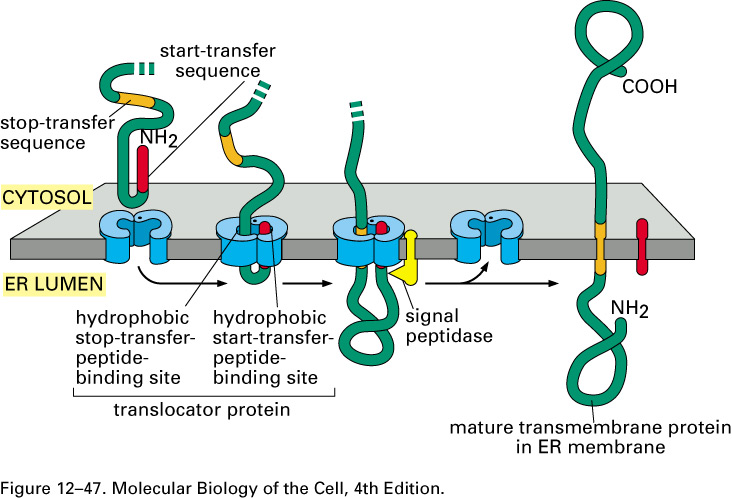 start-transfer
sequence
stop-transfer
sequence
NH2
COOH
CYTOSOL
ER LUMEN
hydrophobic
stop-transfer-
peptide-
binding site
hydrophobic
start-transfer-
peptide-
binding site
translocator protein
signal
peptidase
NH2
mature transmembrane protein
in ER membrane
Figure 12–47. Molecular Biology of the Cell, 4th Edition.